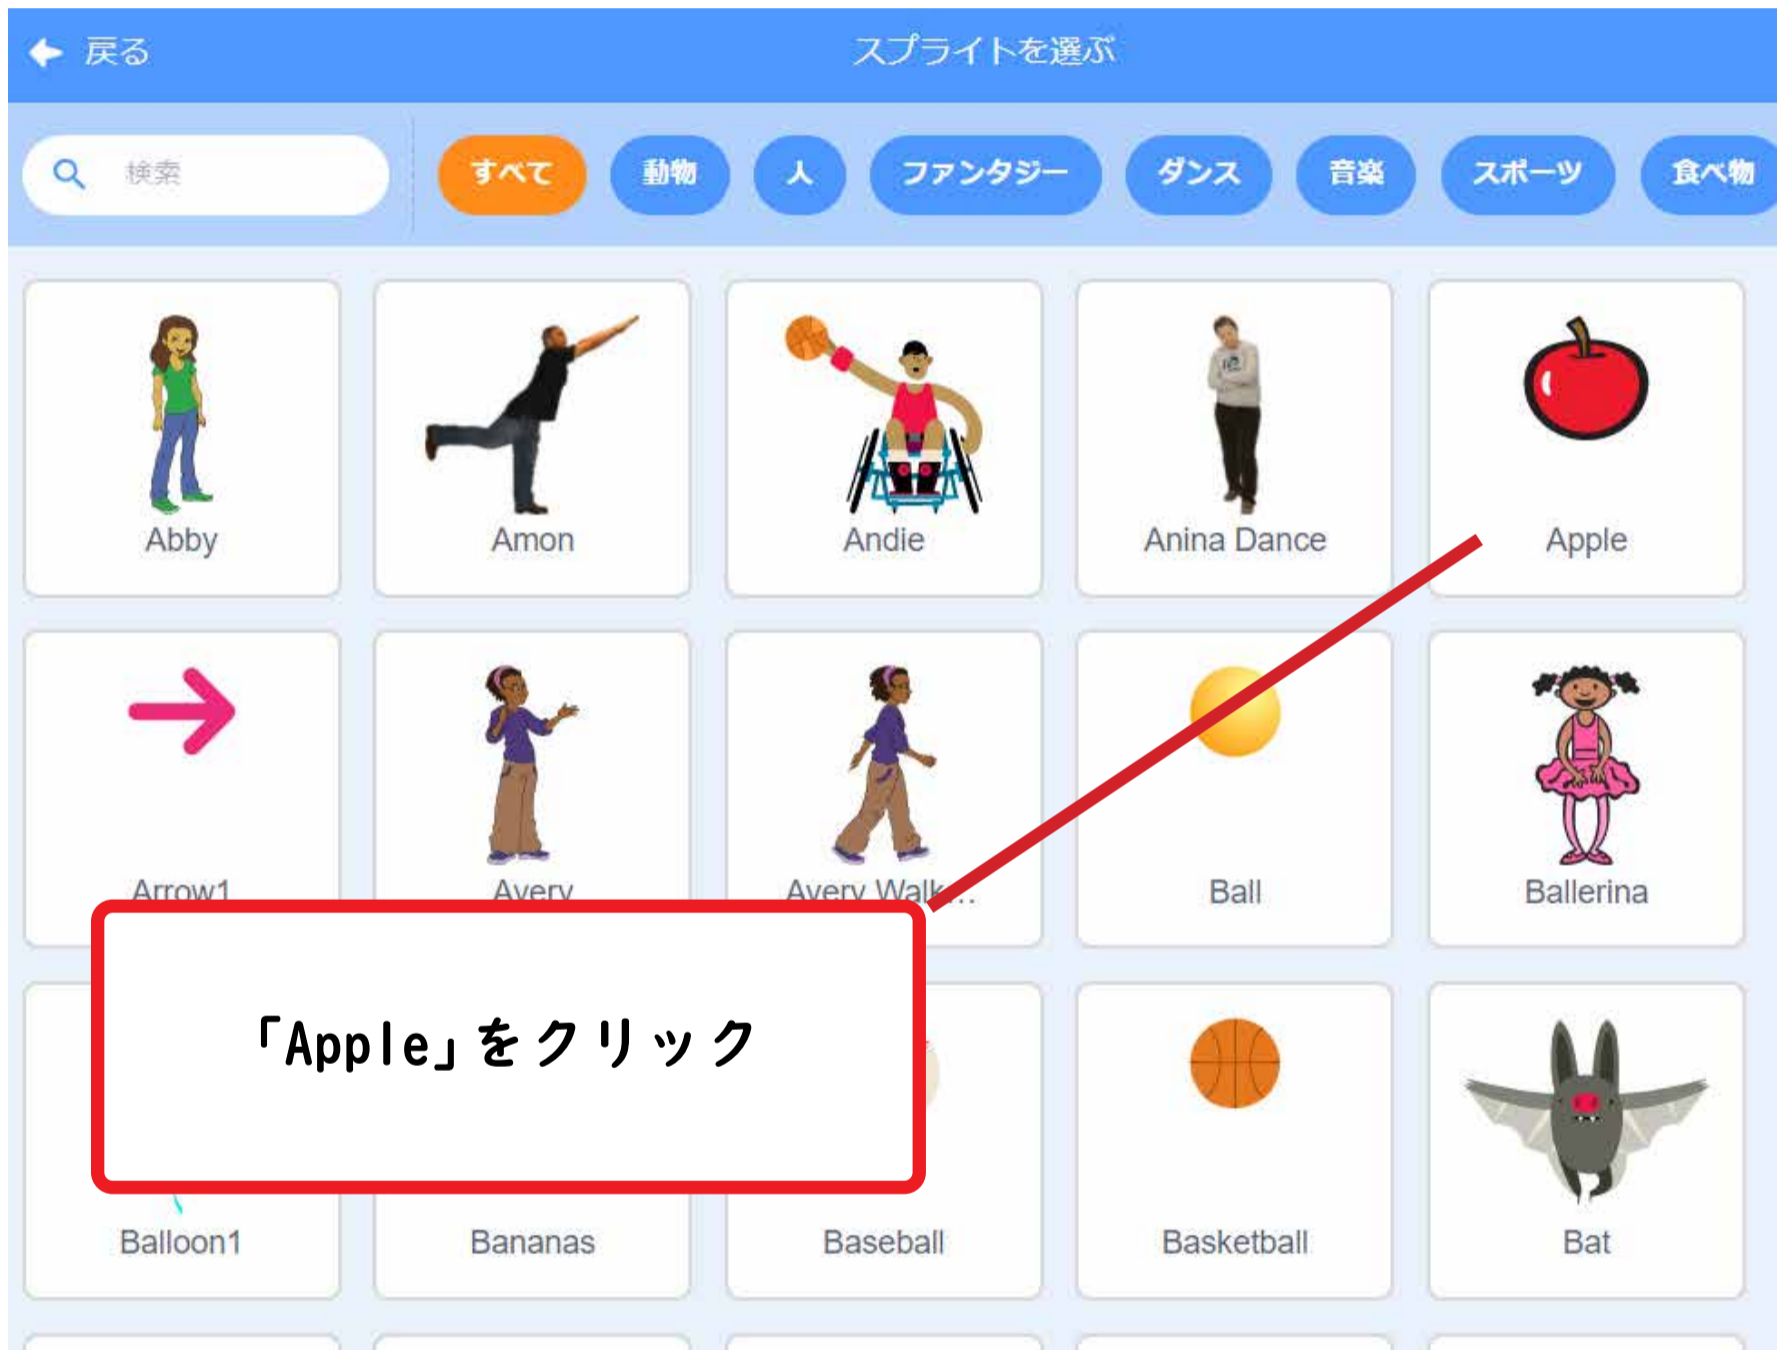 戻る
スプライトを選ぶ
検索
すべて
動物
人
ファンタジー
ダンス
音楽
スポーツ
食べ物
Abby
Amon
Andie
Anina Dance
Apple
Arrow1
Avery
Avery Walk...
Ball
Ballerina
「Apple」をクリック
Balloon1
Bananas
Baseball
Basketball
Bat